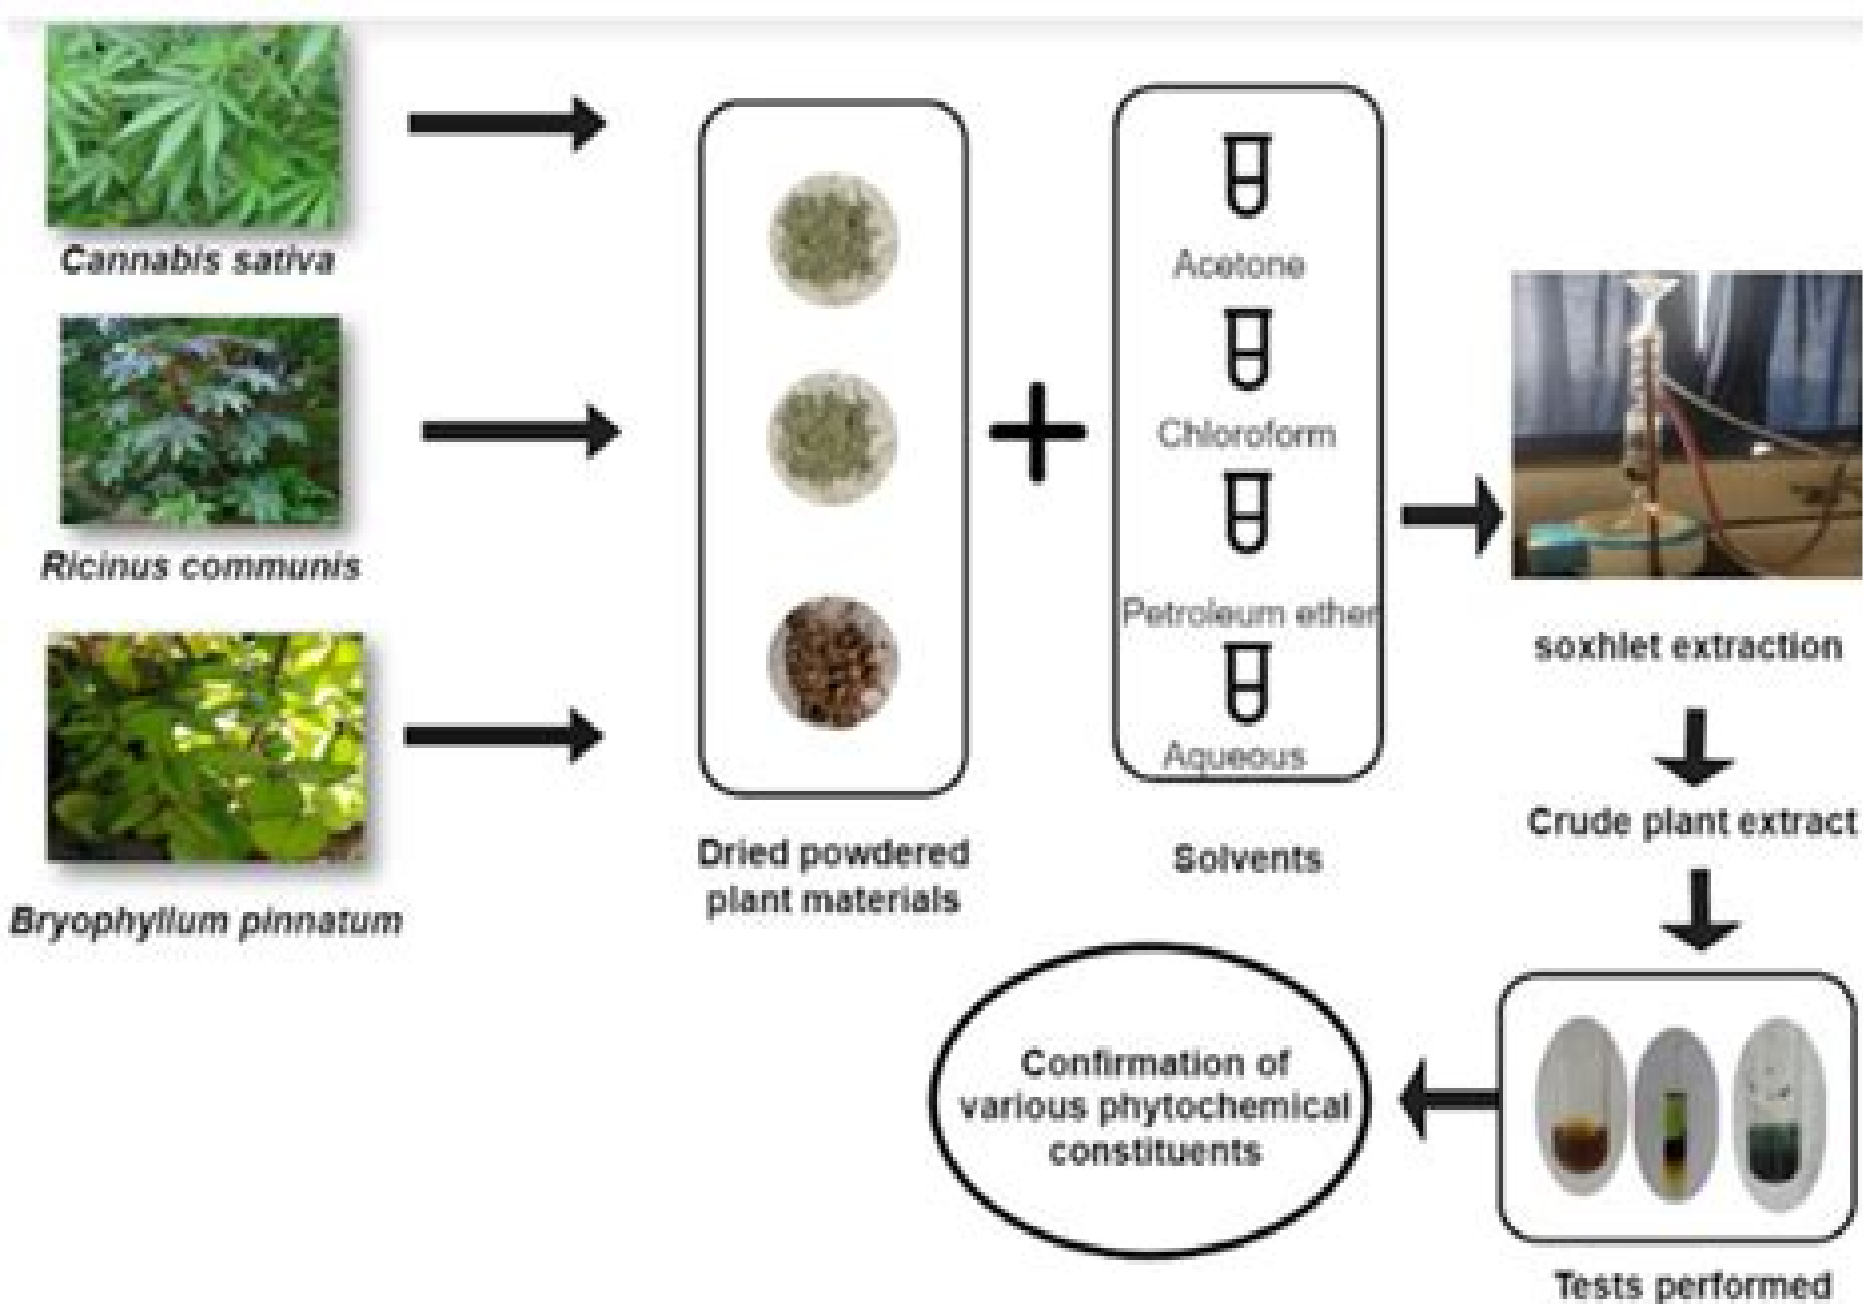 Cannabis sativa
Ricinus communis
Bryophyllum pinnatum
Dried powdered
plant materials
Acetone
Chloroform
Petroleum ether
Aqueous
Solvents
soxhlet extraction
Crude plant extract
Tests performed
Confirmation of
various phytochemical
constituents